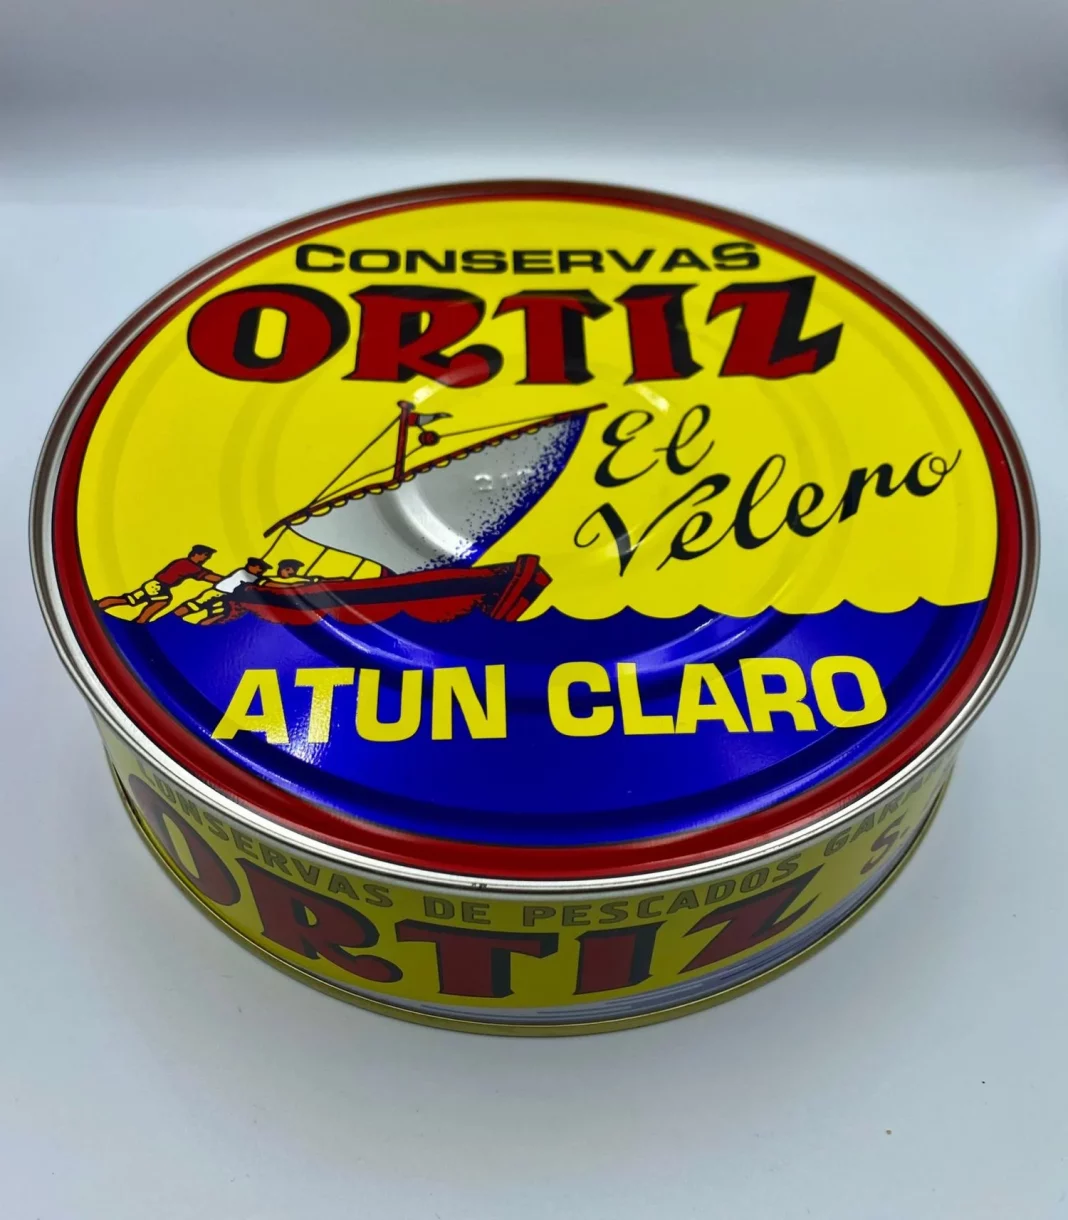 CONSERVAS
ORTIZ
El
Velero
ATUN CLARO
CONSERVAS DE PESCADOS
ORTIZ S.